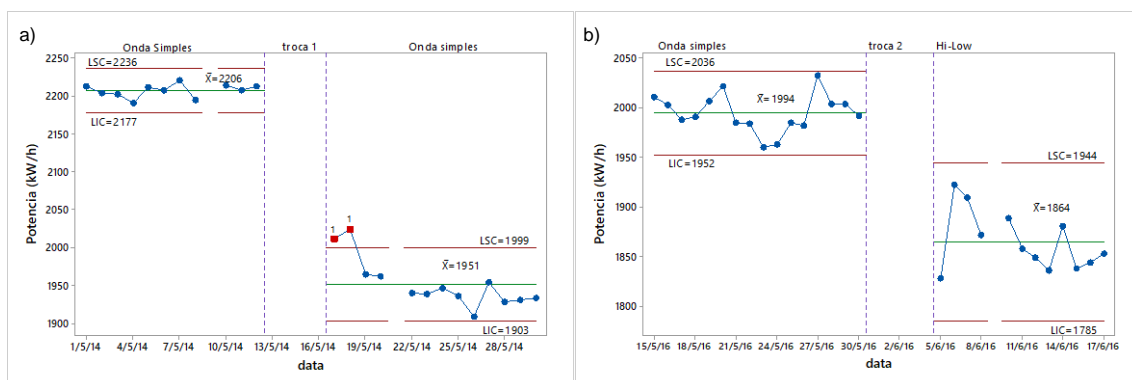 a)
Onda Simples
troca 1
Onda simples
LSC=2236
X̄=2206
LIC=2177
1
1
LSC=1999
X̄=1951
LIC=1903
Potencia (kW/h)
2250
2200
2150
2100
2050
2000
1950
1900
1/5/14 4/5/14 7/5/14 10/5/14 13/5/14 16/5/14 19/5/14 22/5/14 25/5/14 28/5/14
data
b)
Onda simples
troca 2
Hi-Low
LSC=2036
X̄=1994
LIC=1952
LSC=1944
X̄=1864
LIC=1785
Potencia (kW/h)
2050
2000
1950
1900
1850
1800
15/5/16 18/5/16 21/5/16 24/5/16 27/5/16 30/5/16 2/6/16 5/6/16 8/6/16 11/6/16 14/6/16 17/6/16
data